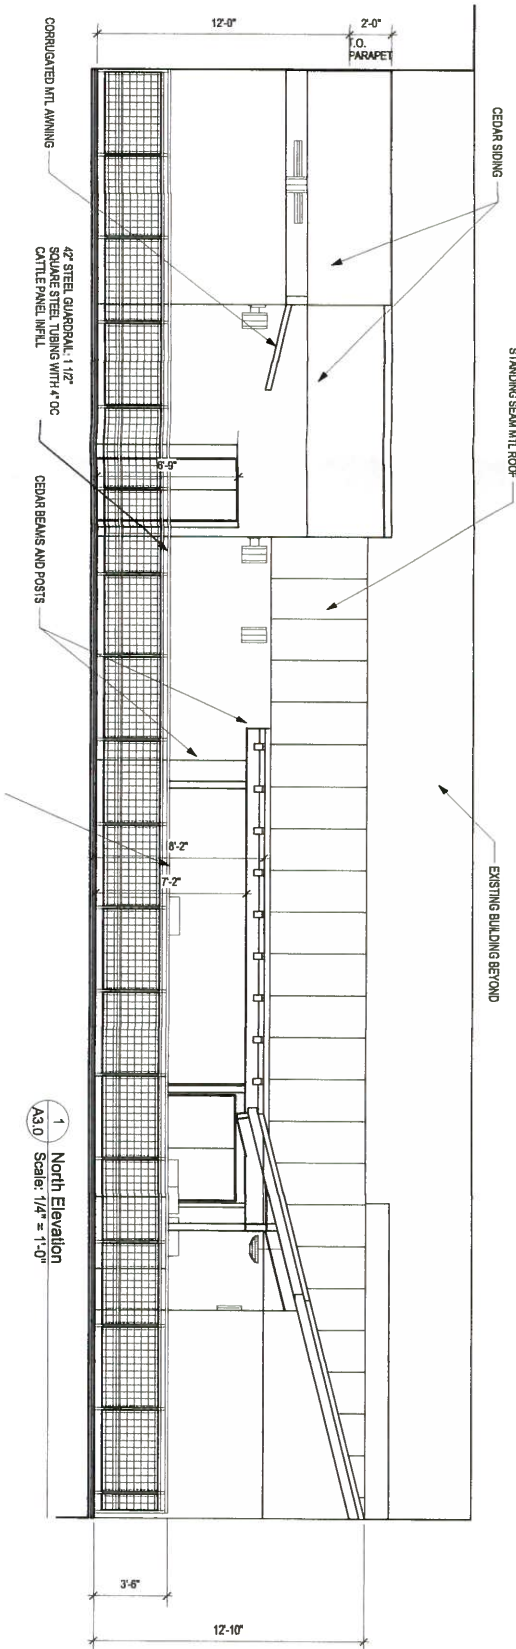 12'-0"
2'-0"
T.O.
PARAPET
CORRUGATED MTL AWNING
CEDAR SIDING
42" STEEL GUARDRAIL: 1 1/2"
SQUARE STEEL TUBING WITH 4" OC
CATTLE PANEL INFILL
STANDING SEAM MTL ROOF
6'-9"
CEDAR BEAMS AND POSTS
8'-2"
7'-2"
EXISTING BUILDING BEYOND
1
A3.0
North Elevation
Scale: 1/4" = 1'-0"
3'-6"
12'-10"